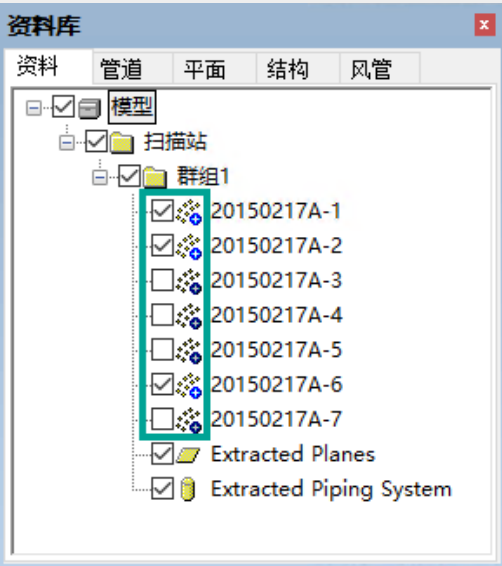 资料库
资料 管道 平面 结构 风管
模型
扫描站
群组1
20150217A-1
20150217A-2
20150217A-3
20150217A-4
20150217A-5
20150217A-6
20150217A-7
Extracted Planes
Extracted Piping System